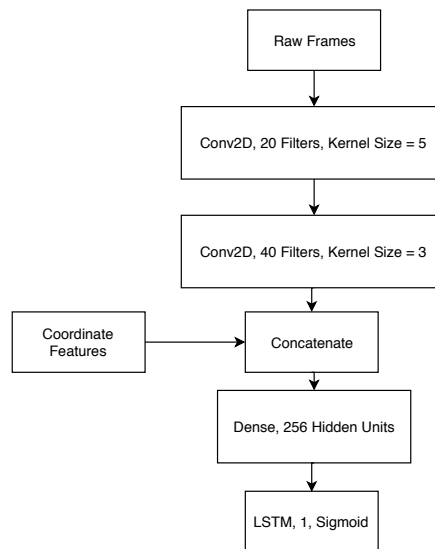 Raw Frames
Conv2D, 20 Filters, Kernel Size = 5
Conv2D, 40 Filters, Kernel Size = 3
Coordinate
Features
Concatenate
Dense, 256 Hidden Units
LSTM, 1, Sigmoid